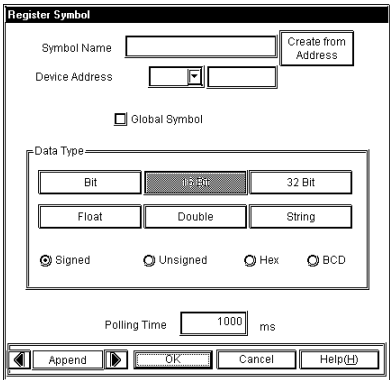 Register Symbol
Symbol Name
Create from
Address
Device Address
Global Symbol
Data Type
Bit 16 Bit 32 Bit
Float Double String
Signed Unsigned Hex BCD
Polling Time 1000 ms
Append OK Cancel Help(H)